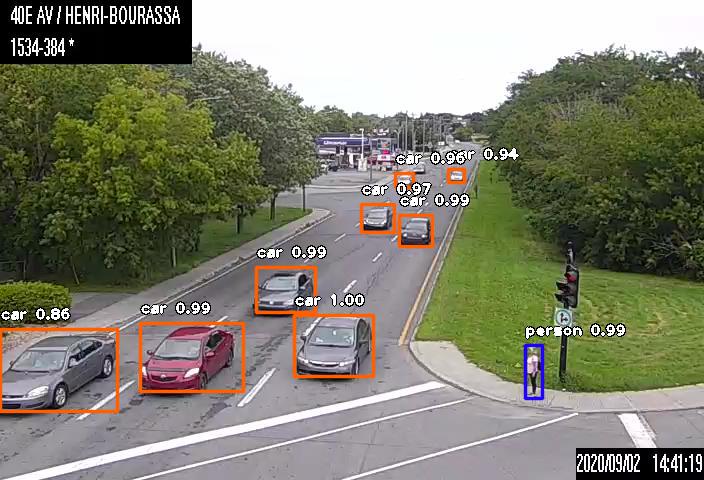 40E AV / HENRI-BOURASSA
1534-384 *
car 0.96
car 0.94
car 0.97
car 0.99
car 0.99
car 1.00
car 0.86
car 0.99
person 0.99
2020/09/02 14:41:19